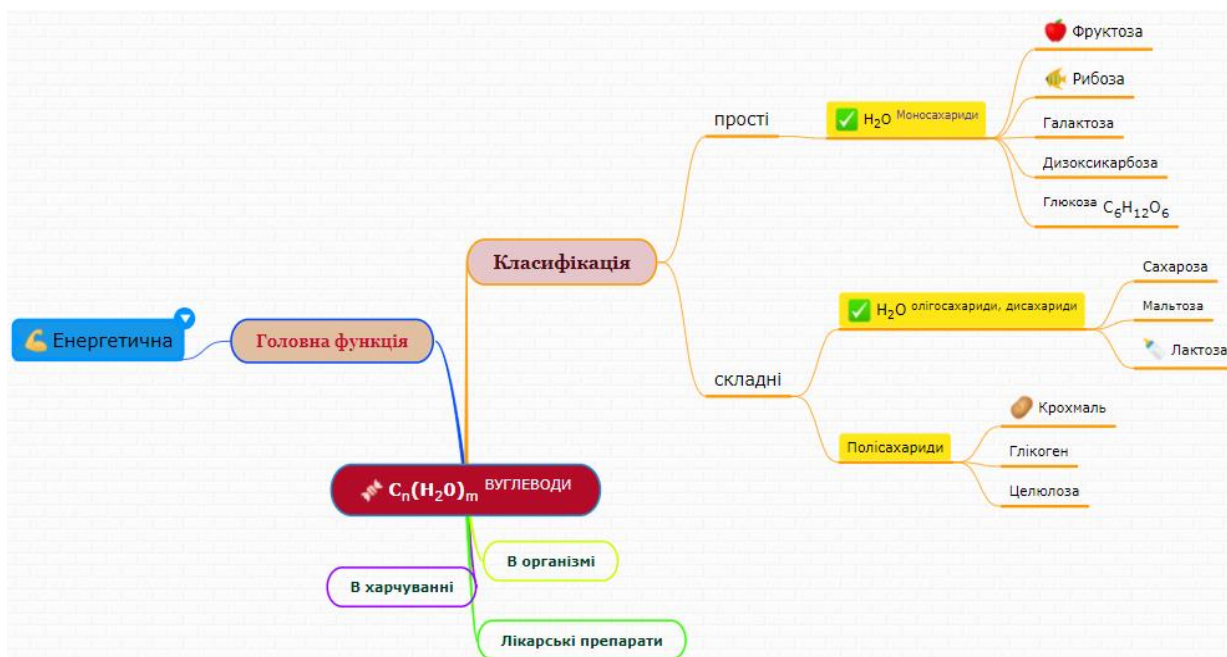 Фруктоза
Рибоза
прості
H₂O Моносахариди
Галактоза
Дизоксикарбоза
Глюкоза C₆H₁₂O₆
Класифікація
Сахароза
H₂O олігосахариди, дисахариди
Мальтоза
Лактоза
Енергетична
Головна функція
складні
Крохмаль
Полісахариди
Глікоген
Целюлоза
Cₙ(H₂0)ₘ ВУГЛЕВОДИ
В організмі
В харчуванні
Лікарські препарати